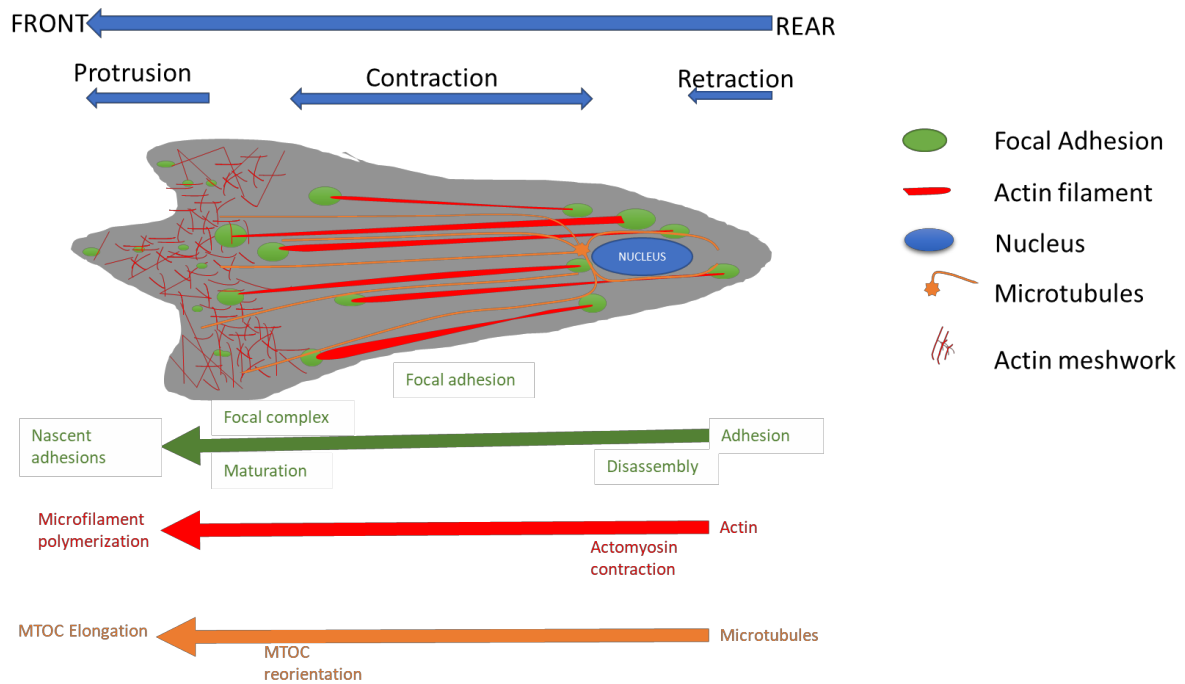 FRONT
REAR
Protrusion
Contraction
Retraction
Focal Adhesion
Actin filament
Nucleus
NUCLEUS
Microtubules
Actin meshwork
Focal adhesion
Focal complex
Nascent
adhesions
Adhesion
Maturation
Disassembly
Microfilament
polymerization
Actin
Actomyosin
contraction
MTOC Elongation
Microtubules
MTOC
reorientation